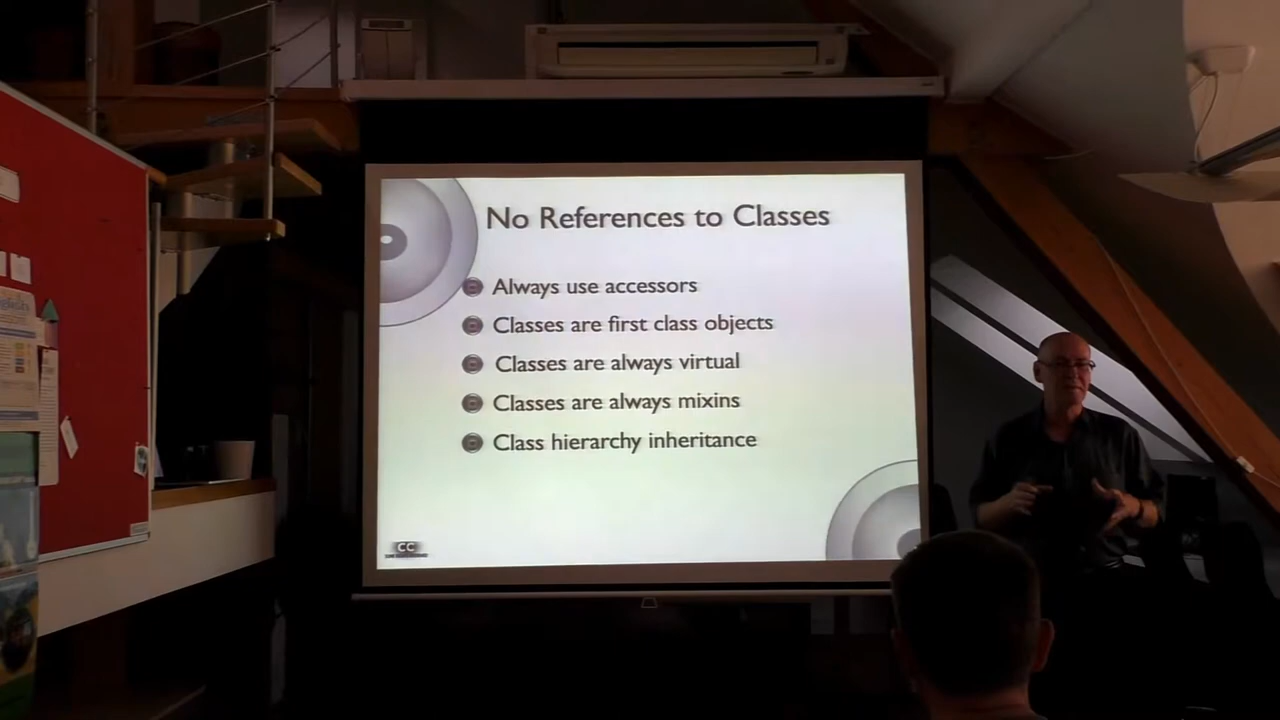 No References to Classes
Always use accessors
Classes are first class objects
Classes are always virtual
Classes are always mixins
Class hierarchy inheritance
CC